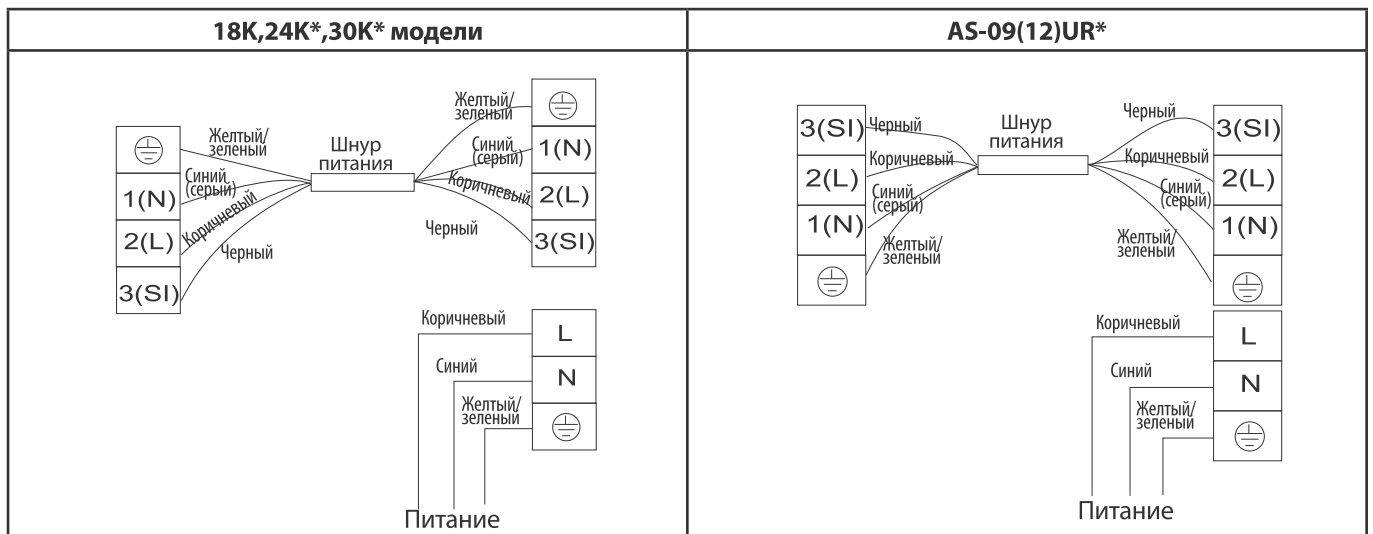 18K,24K*,30K* модели
AS-09(12)UR*
Желтый/
зеленый
1(N)
Синий
(серый)
2(L)
Коричневый
3(SI)
Черный
Шнур
питания
Желтый/
зеленый
Синий
(серый)
1(N)
Коричневый
2(L)
Черный
3(SI)
Коричневый
L
Синий
N
Желтый/
зеленый
Питание
3(SI)
Черный
2(L)
Коричневый
Синий
(серый)
1(N)
Желтый/
зеленый
Шнур
питания
Черный
3(SI)
Коричневый
2(L)
Синий
(серый)
1(N)
Желтый/
зеленый
Коричневый
L
Синий
N
Желтый/
зеленый
Питание